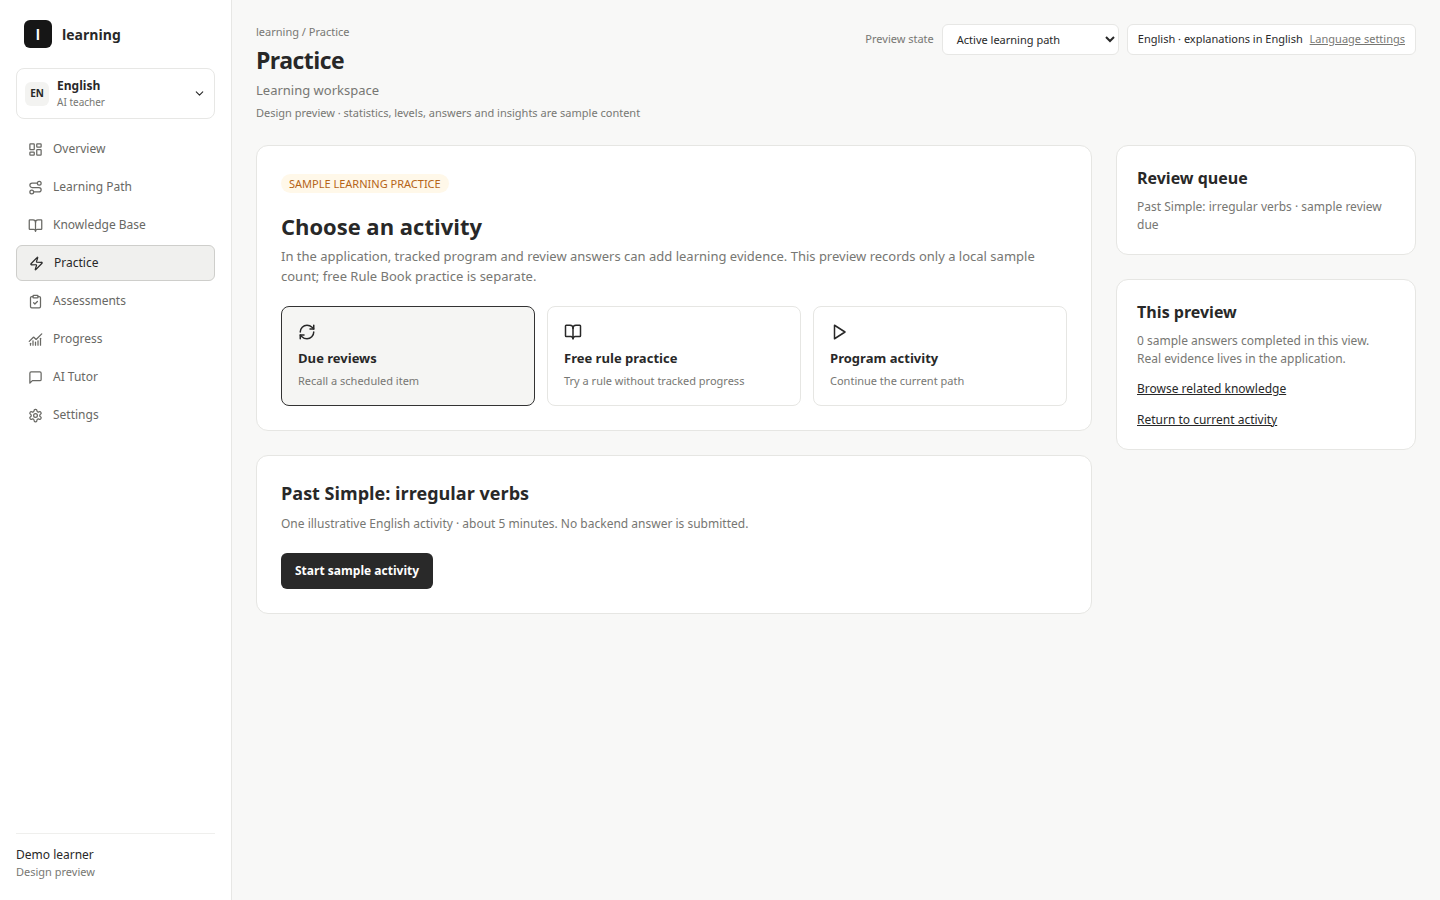 l learning
EN
English
AI teacher
Overview
Learning Path
Knowledge Base
Practice
Assessments
Progress
AI Tutor
Settings
Demo learner
Design preview
learning / Practice
Practice
Learning workspace
Design preview · statistics, levels, answers and insights are sample content
Preview state
Active learning path
English · explanations in English Language settings
SAMPLE LEARNING PRACTICE
Choose an activity
In the application, tracked program and review answers can add learning evidence. This preview records only a local sample
count; free Rule Book practice is separate.
Due reviews
Recall a scheduled item
Free rule practice
Try a rule without tracked progress
Program activity
Continue the current path
Past Simple: irregular verbs
One illustrative English activity · about 5 minutes. No backend answer is submitted.
Start sample activity
Review queue
Past Simple: irregular verbs · sample review
due
This preview
0 sample answers completed in this view.
Real evidence lives in the application.
Browse related knowledge
Return to current activity